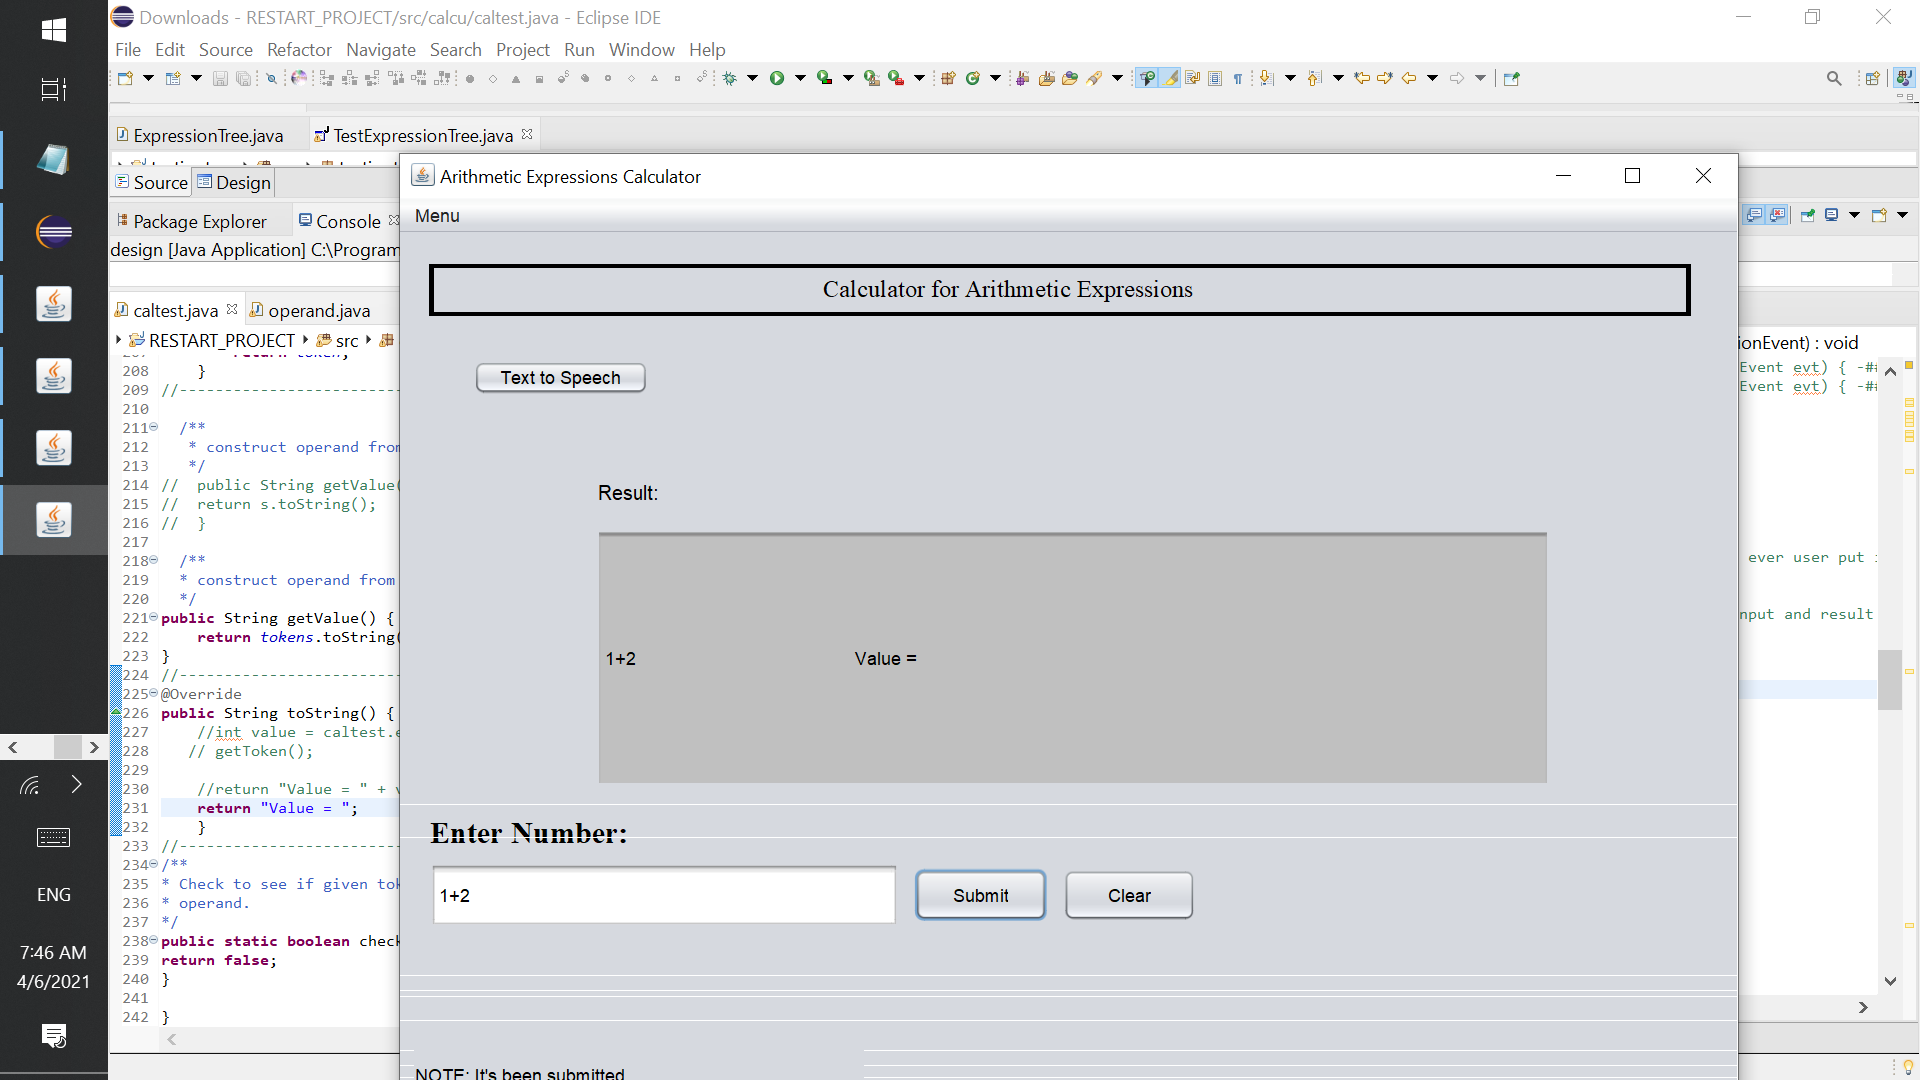 Downloads - RESTART_PROJECT/src/calcu/caltest.java - Eclipse IDE
File Edit Source Refactor Navigate Search Project Run Window Help
ExpressionTree.java TestExpressionTree.java
Source Design
Package Explorer Console
design [Java Application] C:\Program
caltest.java operand.java
RESTART_PROJECT src
208 }
209 //
210
211 /**
212 * construct operand from
213 */
214 // public String getValue(
215 // return s.toString();
216 // }
217
218 /**
219 * construct operand from
220 */
221 public String getValue() {
222 return tokens.toString(
223 }
224 //
225 @Override
226 public String toString() {
227 //int value = caltest.e
228 // getToken();
229
230 //return "Value = " + v
231 return "Value = ";
232 }
233 //
234 /**
235 * Check to see if given tok
236 * operand.
237 */
238 public static boolean check
239 return false;
240 }
241
242 }
Arithmetic Expressions Calculator
Menu
Calculator for Arithmetic Expressions
Text to Speech
Result:
1+2 Value =
Enter Number:
1+2 Submit Clear
NOTE: It's been submitted
ionEvent) : void
Event evt) { -##
Event evt) { -##
ever user put
nput and result
ENG
7:46 AM
4/6/2021